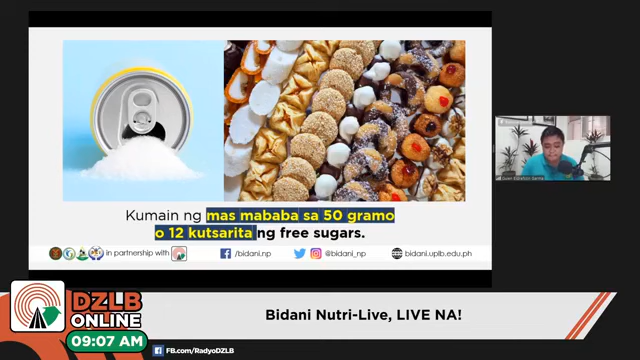 Kumain ng mas mababa sa 50 gramo
o 12 kutsarita ng free sugars.
in partnership with
/bidani.np
@bidani_np
bidani.uplb.edu.ph
DZLB
ONLINE
09:07 AM
Bidani Nutri-Live, LIVE NA!
FB.com/RadyoDZLB